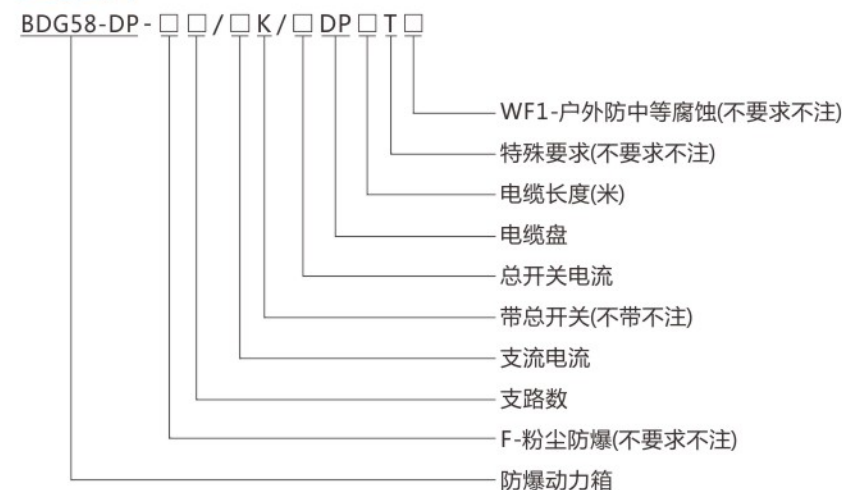 BDG58-DP-□□/□K/□DP□T□
WF1-户外防中等腐蚀(不要求不注)
特殊要求(不要求不注)
电缆长度(米)
电缆盘
总开关电流
带总开关(不带不注)
支流电流
支路数
F-粉尘防爆(不要求不注)
防爆动力箱